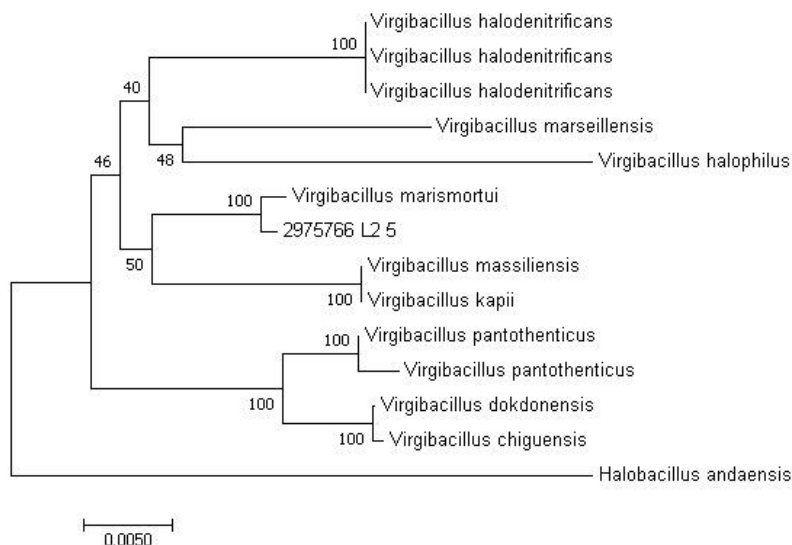 Virgibacillus halodenitrificans
100
Virgibacillus halodenitrificans
Virgibacillus halodenitrificans
40
Virgibacillus marseillensis
48
Virgibacillus halophilus
46
Virgibacillus marismortui
100
2975766 L2 5
50
Virgibacillus massiliensis
100
Virgibacillus kapii
Virgibacillus pantothenticus
100
Virgibacillus pantothenticus
100
Virgibacillus dokdonensis
100
Virgibacillus chiguensis
Halobacillus andaensis
0.0050